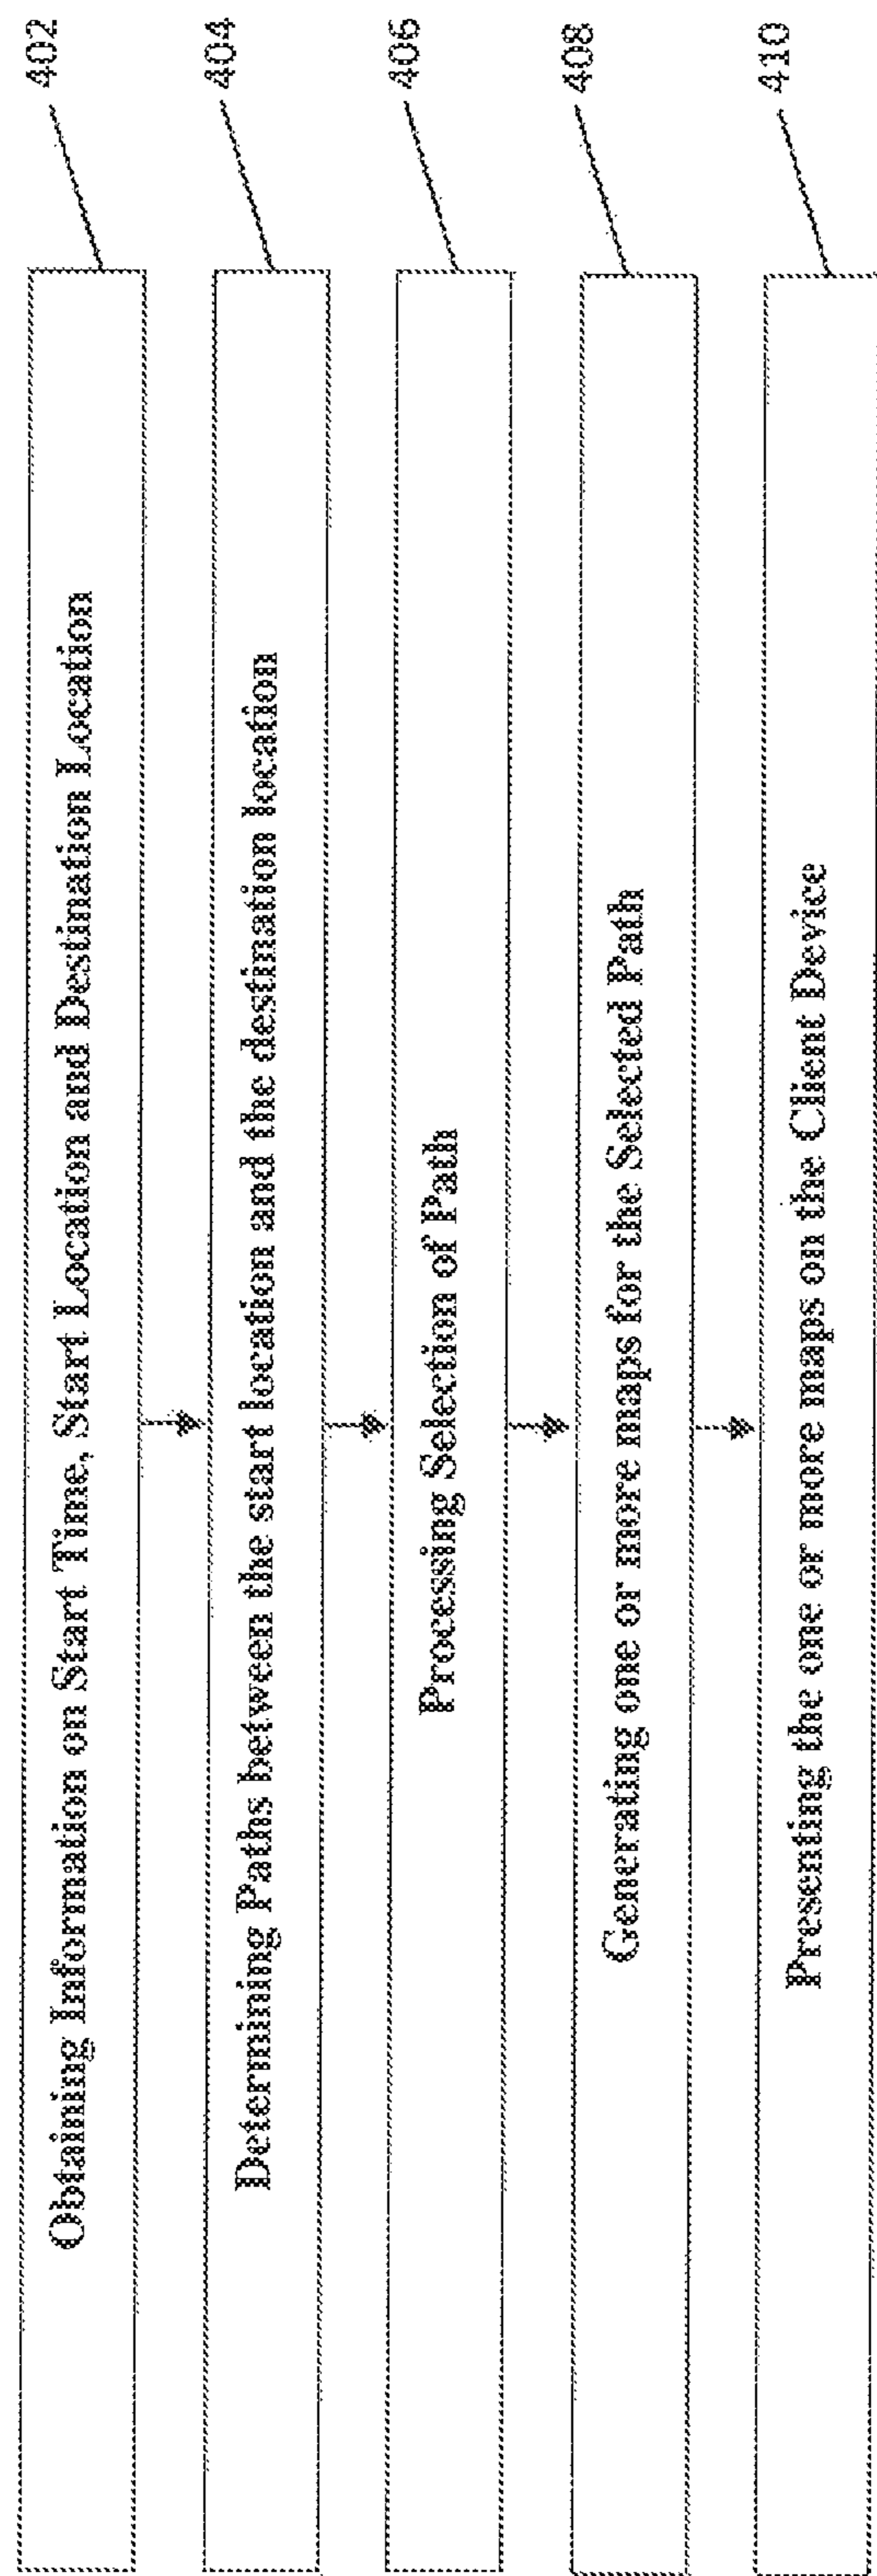 Obtaining Information on Start Time, Start Location and Destination Location
402
Determining Paths between the start location and the destination location
404
Processing Selection of Path
406
Generating one or more maps for the Selected Path
408
Presenting the one or more maps on the Client Device
410